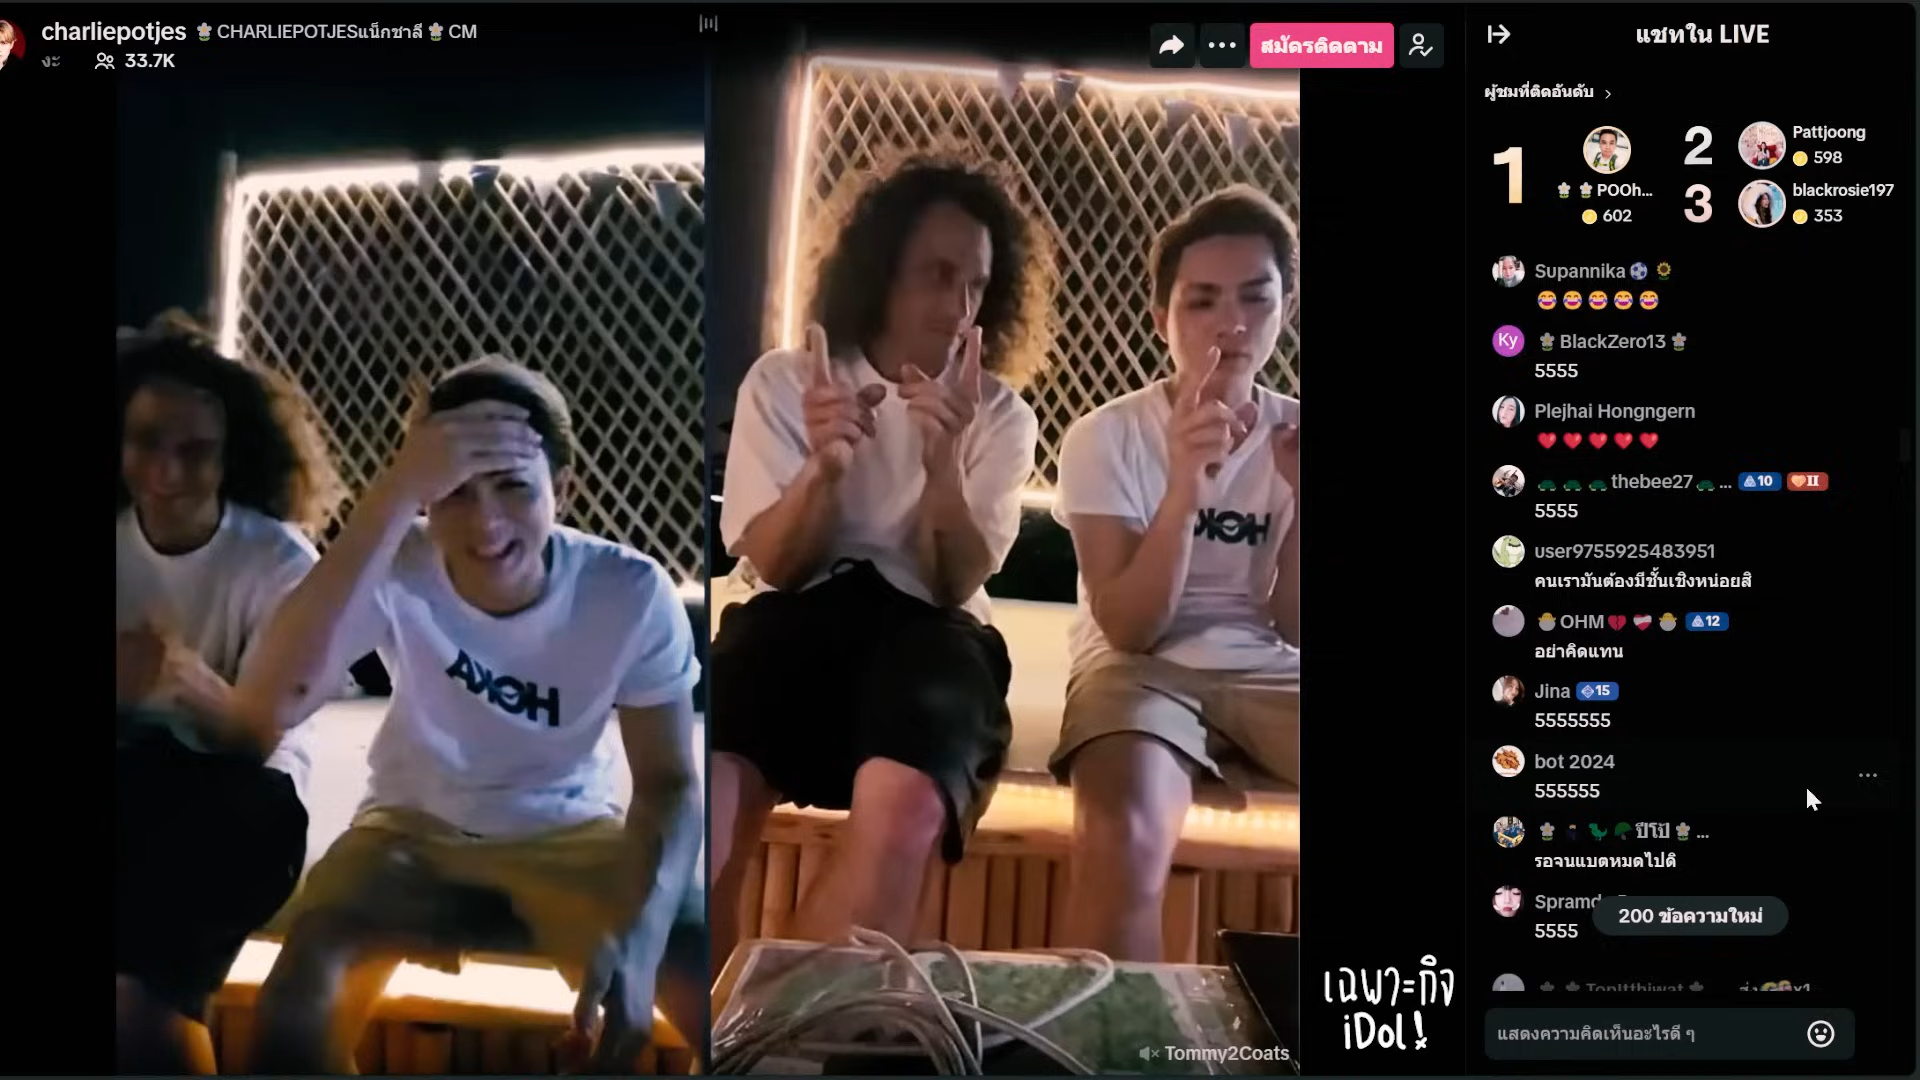 charliepotjes CHARLIEPOTJESแน็กชาลี CM
งะ 33.7K
สมัครติดตาม
แชทใน LIVE
ผู้ชมที่ติดอันดับ
1
POOh...
602
2
Pattjoong
598
3
blackrosie197
353
Supannika
Ky
BlackZero13
5555
Plejhai Hongngern
thebee27... 10 II
5555
user9755925483951
คนเรามันต้องมีชั้นเชิงหน่อยสิ
OHM 12
อย่าคิดแทน
Jina 15
5555555
bot 2024
555555
ปีโป้ ...
รอจนแบตหมดไปดิ
5555
200 ข้อความใหม่
แสดงความคิดเห็นอะไรดี ๆ
HOKA
HOKA
เฉพาะกิจ
iDol!
Tommy2Coats